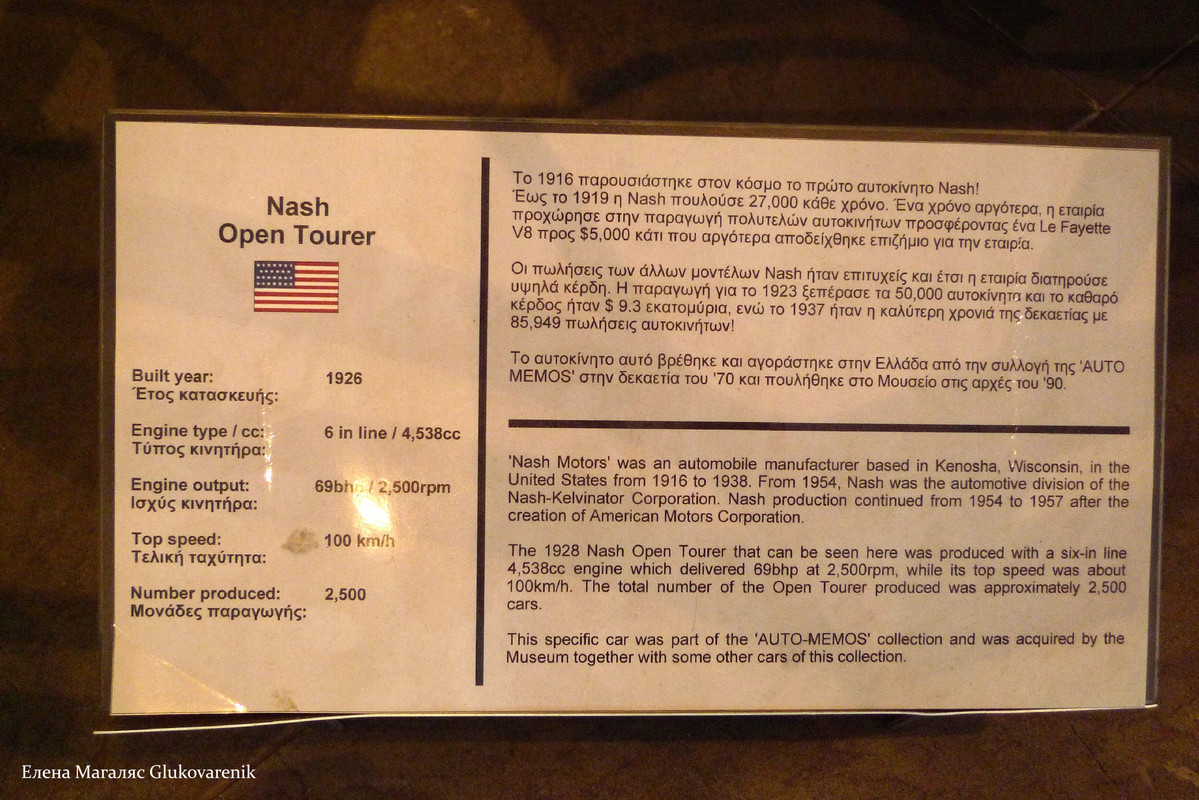 Nash
Open Tourer
Built year: 1926
Έτος κατασκευής:
Engine type / cc: 6 in line / 4,538cc
Τύπος κινητήρα:
Engine output: 69bhp / 2,500rpm
Ισχύς κινητήρα:
Top speed: 100 km/h
Τελική ταχύτητα:
Number produced: 2,500
Μονάδες παραγωγής:
Το 1916 παρουσιάστηκε στον κόσμο το πρώτο αυτοκίνητο Nash!
Έως το 1919 η Nash πουλούσε 27,000 κάθε χρόνο. Ένα χρόνο αργότερα, η εταιρία
προχώρησε στην παραγωγή πολυτελών αυτοκινήτων προσφέροντας ένα Le Fayette
V8 προς $5,000 κάτι που αργότερα αποδείχθηκε επιζήμιο για την εταιρία.
Οι πωλήσεις των άλλων μοντέλων Nash ήταν επιτυχείς και έτσι η εταιρία διατηρούσε
υψηλά κέρδη. Η παραγωγή για το 1923 ξεπέρασε τα 50,000 αυτοκίνητα και το καθαρό
κέρδος ήταν $ 9.3 εκατομύρια, ενώ το 1937 ήταν η καλύτερη χρονιά της δεκαετίας με
85,949 πωλήσεις αυτοκινήτων!
Το αυτοκίνητο αυτό βρέθηκε και αγοράστηκε στην Ελλάδα από την συλλογή της 'AUTO
MEMOS' στην δεκαετία του '70 και πουλήθηκε στο Μουσείο στις αρχές του '90.
'Nash Motors' was an automobile manufacturer based in Kenosha, Wisconsin, in the
United States from 1916 to 1938. From 1954, Nash was the automotive division of the
Nash-Kelvinator Corporation. Nash production continued from 1954 to 1957 after the
creation of American Motors Corporation.
The 1928 Nash Open Tourer that can be seen here was produced with a six-in line
4,538cc engine which delivered 69bhp at 2,500rpm, while its top speed was about
100km/h. The total number of the Open Tourer produced was approximately 2,500
cars.
This specific car was part of the 'AUTO-MEMOS' collection and was acquired by the
Museum together with some other cars of this collection.
Елена Магаляс Glukovarenik